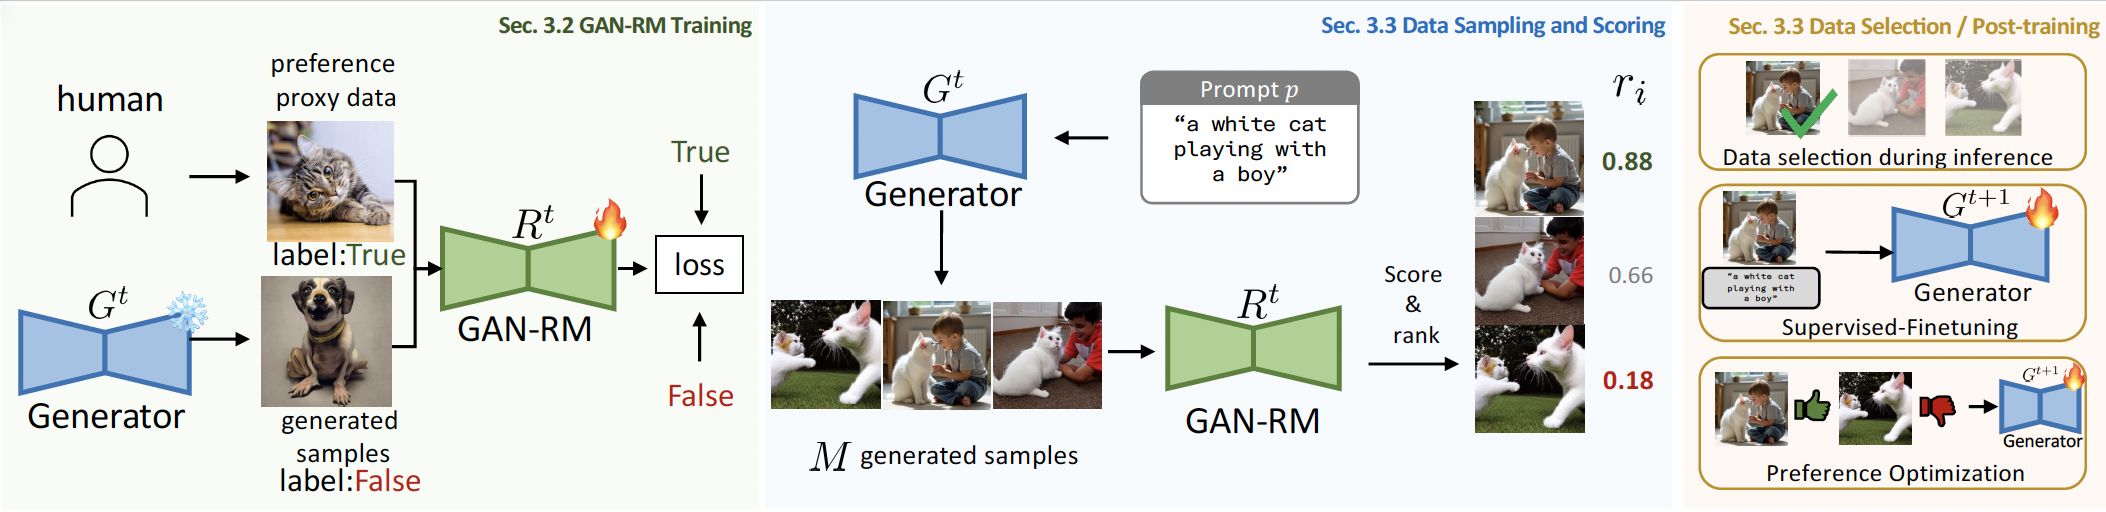 Sec. 3.2 GAN-RM Training
human
preference
proxy data
label:True
G^t
Generator
generated
samples
label:False
R^t
GAN-RM
True
loss
False
Sec. 3.3 Data Sampling and Scoring
G^t
Generator
Prompt p
“a white cat
playing with
a boy”
M generated samples
R^t
GAN-RM
Score
&
rank
r_i
0.88
0.66
0.18
Sec. 3.3 Data Selection / Post-training
Data selection during inference
“a white cat
playing with
a boy”
G^{t+1}
Generator
Supervised-Finetuning
G^{t+1}
Generator
Preference Optimization